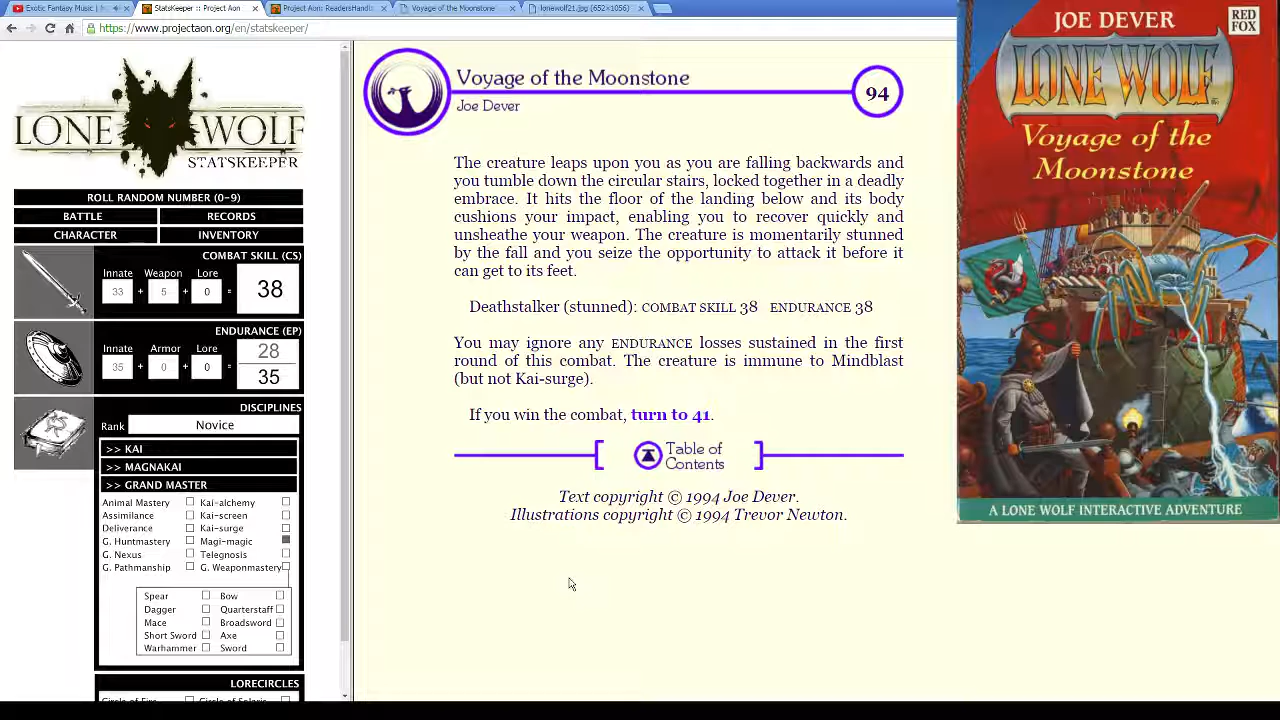 Exotic Fantasy Music | M
StatsKeeper :: Project Aon
Project Aon: ReadersHandb
Voyage of the Moonstone
lonewolf21.jpg (652×1056)
https://www.projectaon.org/en/statskeeper/
LONE WOLF
STATSKEEPER
ROLL RANDOM NUMBER (0-9)
BATTLE RECORDS
CHARACTER INVENTORY
COMBAT SKILL (CS)
Innate Weapon Lore
33 + 5 + 0 = 38
ENDURANCE (EP)
Innate Armor Lore 28
35 + 0 + 0 = 35
DISCIPLINES
Rank Novice
>> KAI
>> MAGNAKAI
>> GRAND MASTER
Animal Mastery Kai-alchemy
Assimilance Kai-screen
Deliverance Kai-surge
G. Huntmastery Magi-magic
G. Nexus Telegnosis
G. Pathmanship G. Weaponmastery
Spear Bow
Dagger Quarterstaff
Mace Broadsword
Short Sword Axe
Warhammer Sword
LORECIRCLES
Circle of Fire Circle of Solaris
Voyage of the Moonstone
Joe Dever
94
The creature leaps upon you as you are falling backwards and
you tumble down the circular stairs, locked together in a deadly
embrace. It hits the floor of the landing below and its body
cushions your impact, enabling you to recover quickly and
unsheathe your weapon. The creature is momentarily stunned
by the fall and you seize the opportunity to attack it before it
can get to its feet.
Deathstalker (stunned): COMBAT SKILL 38 ENDURANCE 38
You may ignore any ENDURANCE losses sustained in the first
round of this combat. The creature is immune to Mindblast
(but not Kai-surge).
If you win the combat, turn to 41.
Table of
Contents
Text copyright © 1994 Joe Dever.
Illustrations copyright © 1994 Trevor Newton.
JOE DEVER
RED
FOX
LONE WOLF
Voyage of the
Moonstone
A LONE WOLF INTERACTIVE ADVENTURE